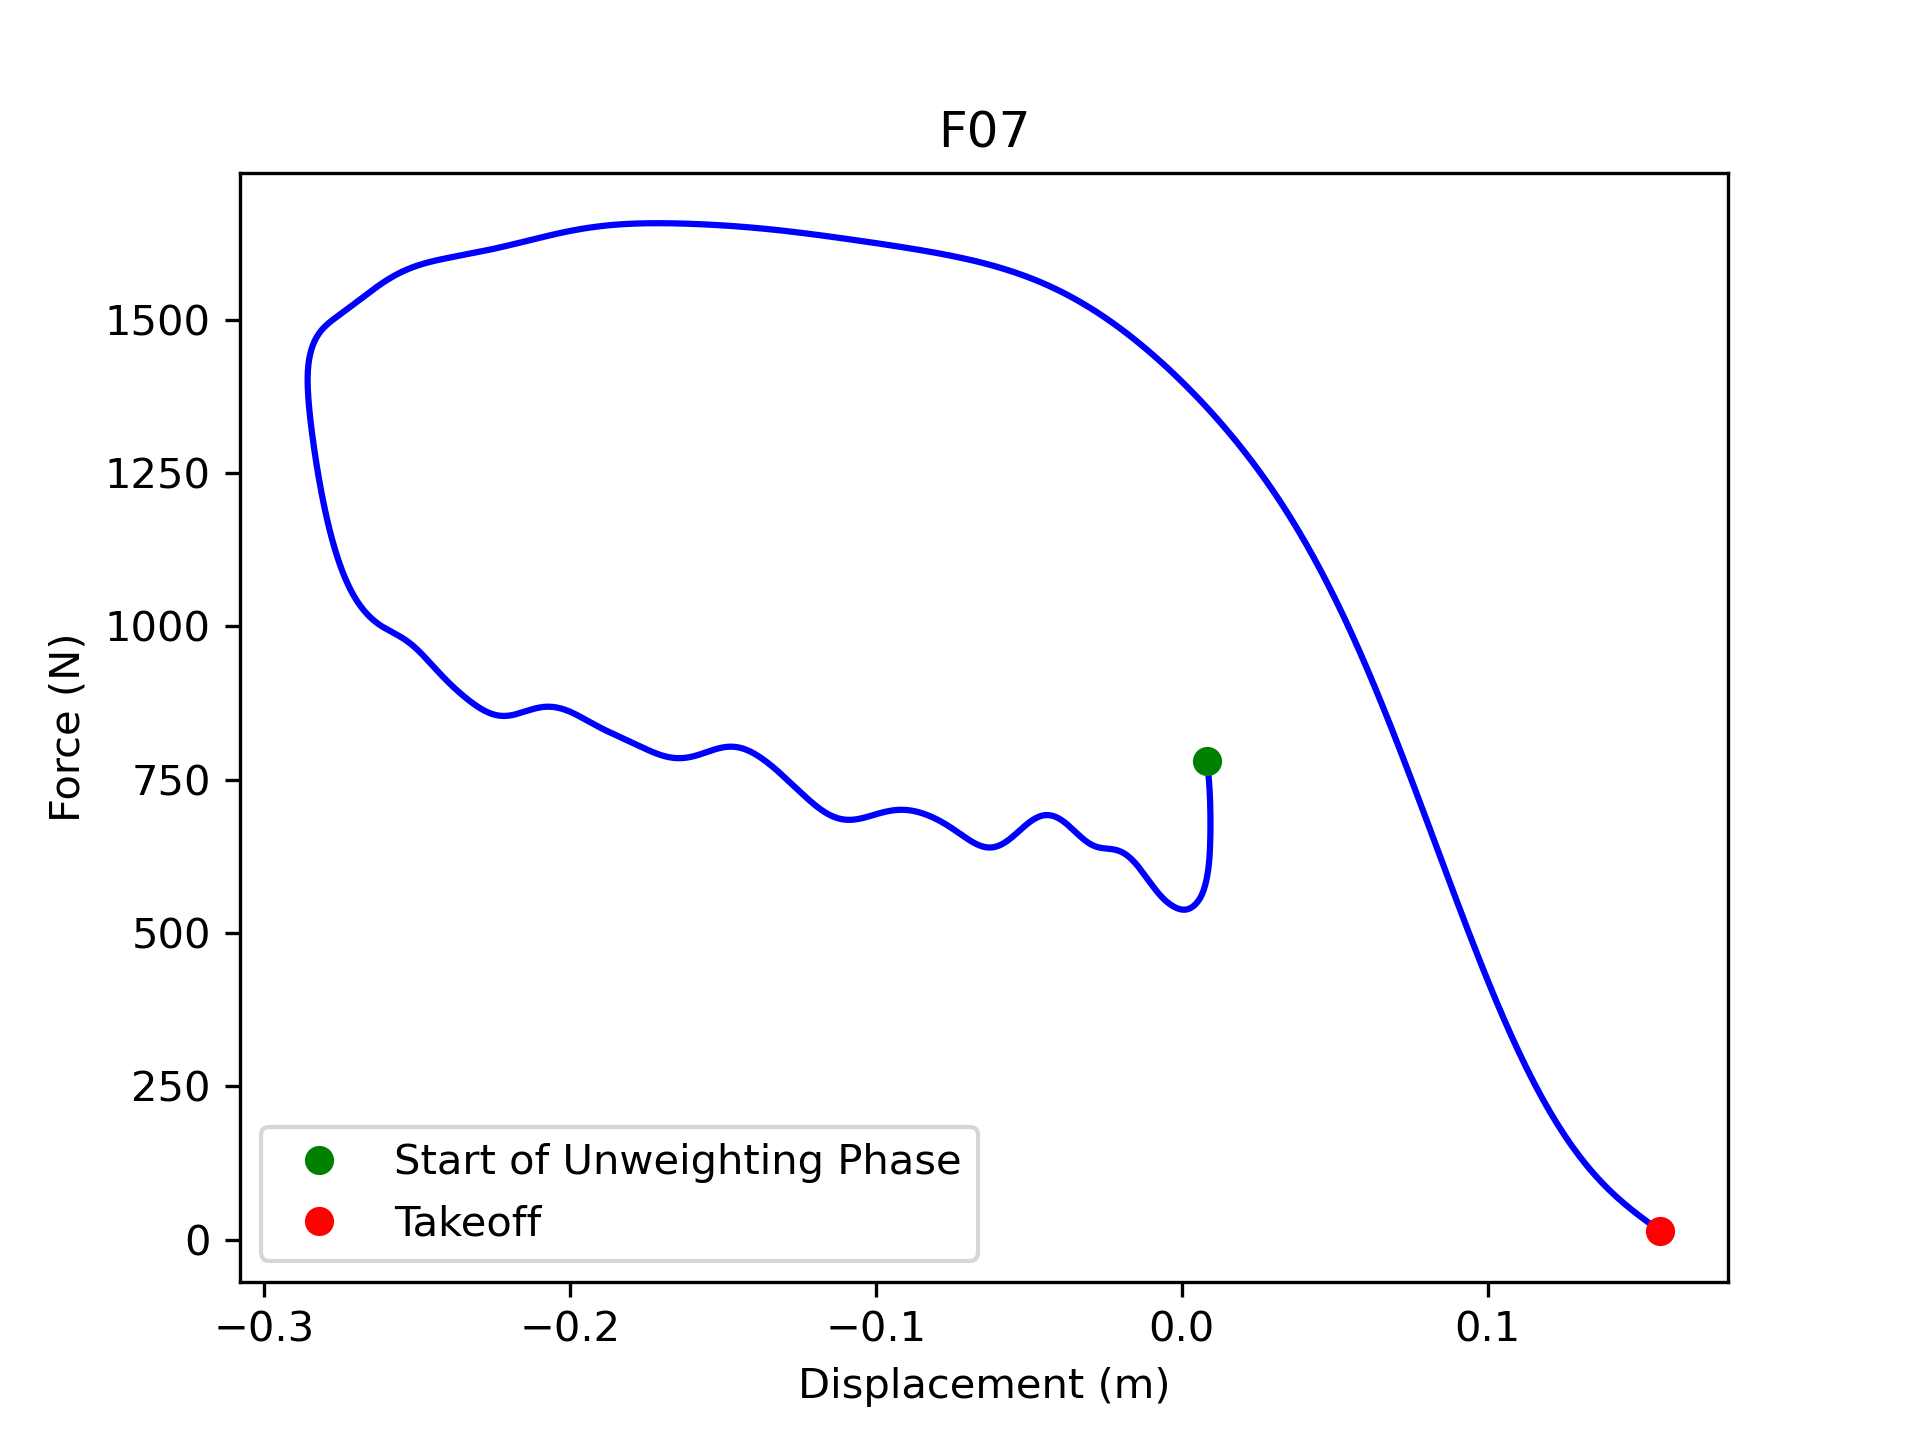 F07
Force (N)
1500
1250
1000
750
500
250
0
Start of Unweighting Phase
Takeoff
−0.3 −0.2 −0.1 0.0 0.1
Displacement (m)